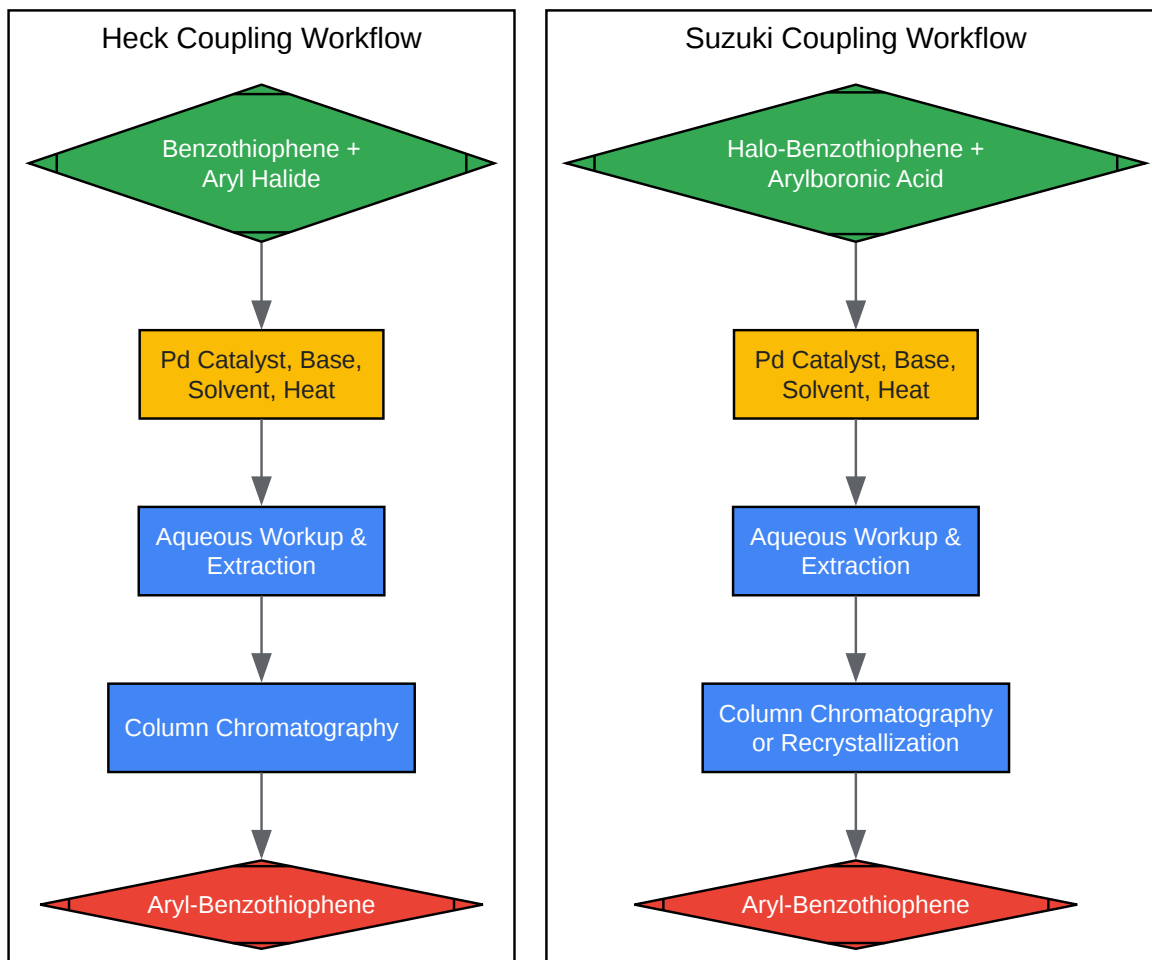 Heck Coupling Workflow
Benzothiophene +
Aryl Halide
Pd Catalyst, Base,
Solvent, Heat
Aqueous Workup &
Extraction
Column Chromatography
Aryl-Benzothiophene
Suzuki Coupling Workflow
Halo-Benzothiophene +
Arylboronic Acid
Pd Catalyst, Base,
Solvent, Heat
Aqueous Workup &
Extraction
Column Chromatography
or Recrystallization
Aryl-Benzothiophene